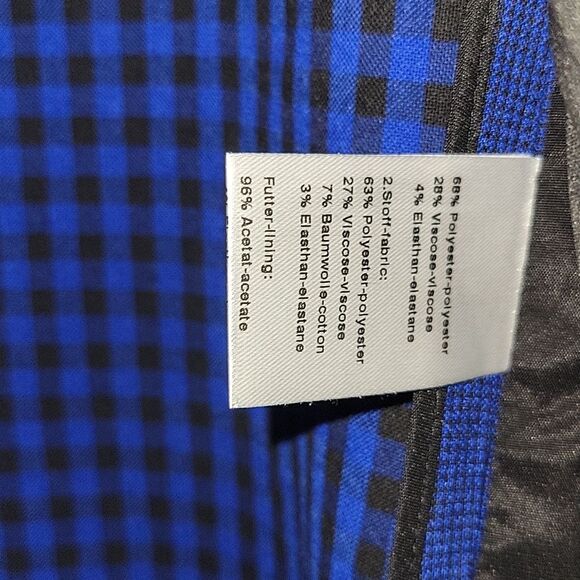 68% Polyester-polyester
28% Viscose-viscose
4% Elasthan-elastane
2.Stoff-fabric:
63% Polyester-polyester
27% Viscose-viscose
7% Baumwolle-cotton
3% Elasthan-elastane
Futter-lining:
96% Acetat-acetate